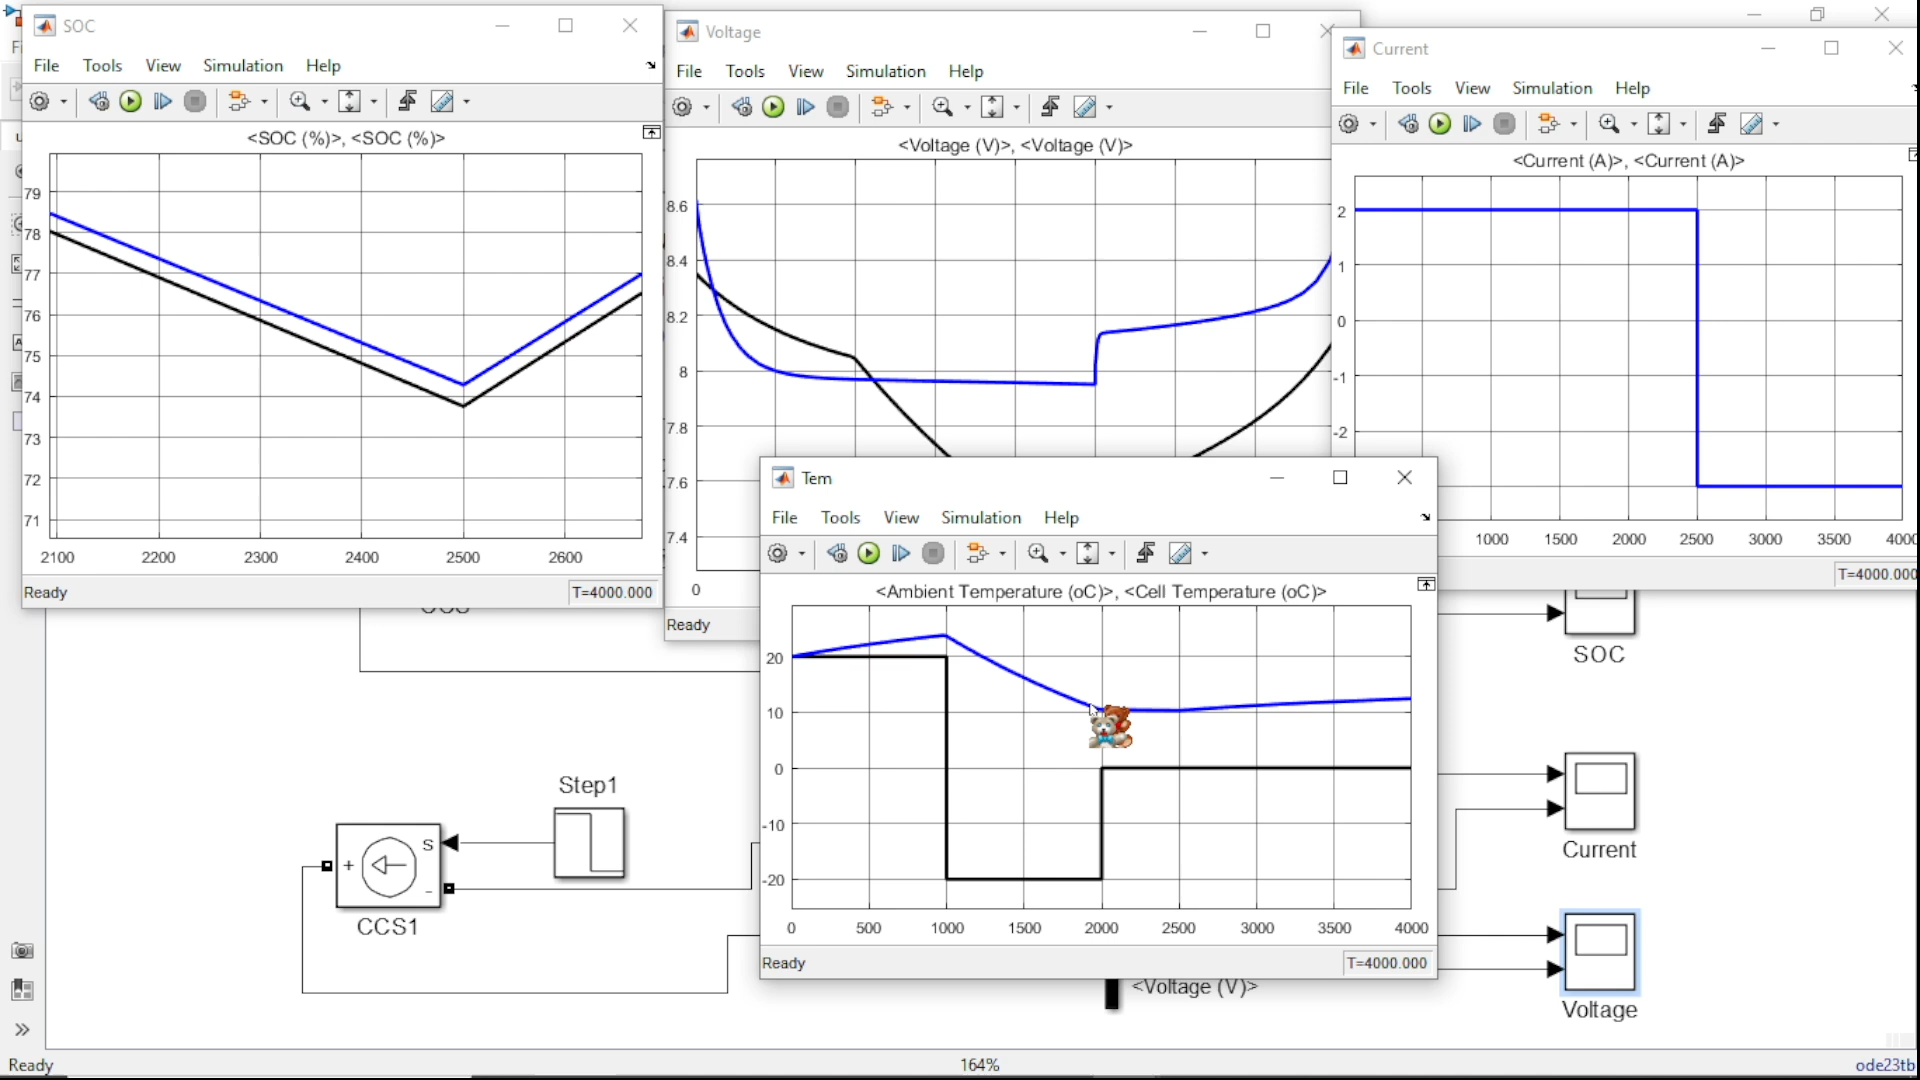 SOC
File Tools View Simulation Help
<SOC (%)>, <SOC (%)>
79
78
77
76
75
74
73
72
71
2100 2200 2300 2400 2500 2600
Ready T=4000.000
Voltage
File Tools View Simulation Help
<Voltage (V)>, <Voltage (V)>
8.6
8.4
8.2
8
7.8
7.6
7.4
0
Ready
Current
File Tools View Simulation Help
<Current (A)>, <Current (A)>
2
1
0
-1
-2
1000 1500 2000 2500 3000 3500 4000
T=4000.000
Tem
File Tools View Simulation Help
<Ambient Temperature (oC)>, <Cell Temperature (oC)>
20
10
0
-10
-20
0 500 1000 1500 2000 2500 3000 3500 4000
Ready T=4000.000
SOC
Step1
S
+
-
CCS1
Current
<Voltage (V)>
Voltage
Ready 164% ode23tb